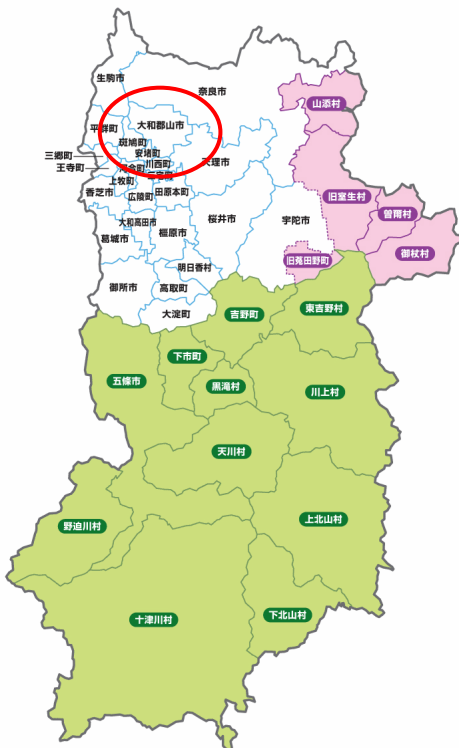 生駒市
奈良市
山添村
平群町
大和郡山市
斑鳩町
安堵町
三郷町
川西町
天理市
王寺町
河合町
三宅町
上牧町
香芝市
広陵町
田原本町
旧室生村
曽爾村
桜井市
宇陀市
大和高田市
葛城市
橿原市
御杖村
旧菟田野町
明日香村
御所市
高取町
大淀町
吉野町
東吉野村
下市町
五條市
黒滝村
川上村
天川村
野迫川村
上北山村
十津川村
下北山村